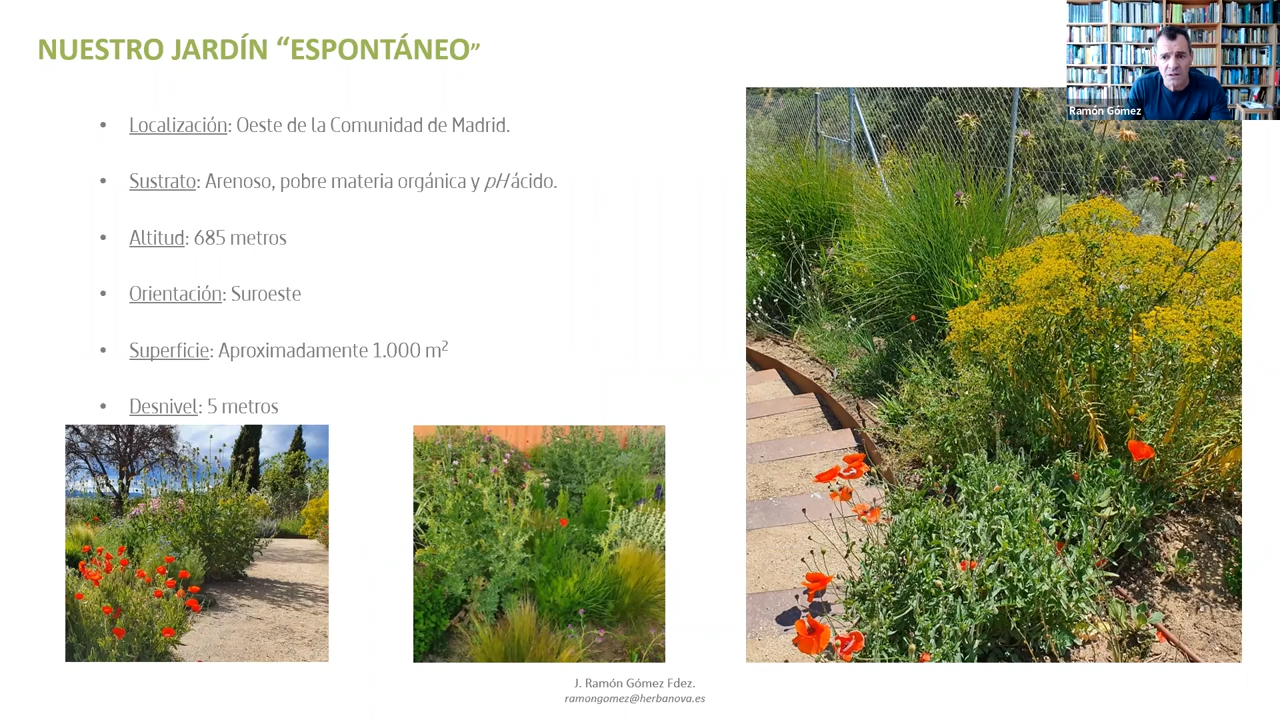 NUESTRO JARDÍN “ESPONTÁNEO”
Ramón Gómez
• Localización: Oeste de la Comunidad de Madrid.
• Sustrato: Arenoso, pobre materia orgánica y pH ácido.
• Altitud: 685 metros
• Orientación: Suroeste
• Superficie: Aproximadamente 1.000 m²
• Desnivel: 5 metros
J. Ramón Gómez Fdez.
ramongomez@herbanova.es